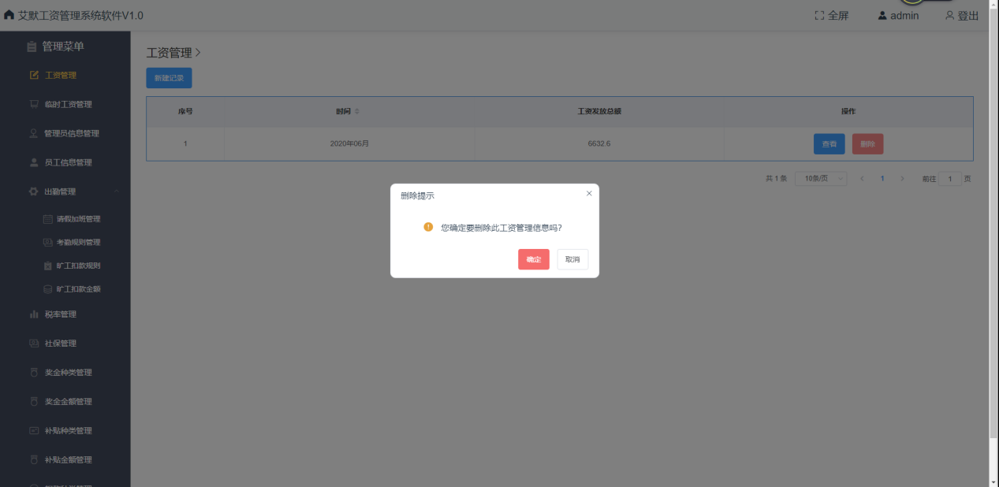 艾默工资管理系统软件V1.0
全屏
admin
登出
管理菜单
工资管理
临时工资管理
管理员信息管理
员工信息管理
出勤管理
请假加班管理
考勤规则管理
旷工扣款规则
旷工扣款金额
税率管理
社保管理
奖金种类管理
奖金金额管理
补贴种类管理
补贴金额管理
工资管理 >
新建记录
序号 时间 工资发放总额 操作
1 2020年06月 6632.6 查看 删除
共 1 条 10条/页 < 1 > 前往 1 页
删除提示
您确定要删除此工资管理信息吗?
确定 取消